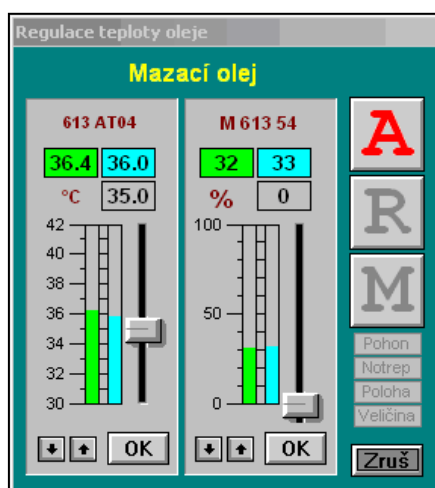 Regulace teploty oleje
Mazací olej
613 AT04
36.4 36.0
°C 35.0
42
40
38
36
34
32
30
OK
M 613 54
32 33
% 0
100
50
0
OK
A
R
M
Pohon
Notrep
Poloha
Veličina
Zruš